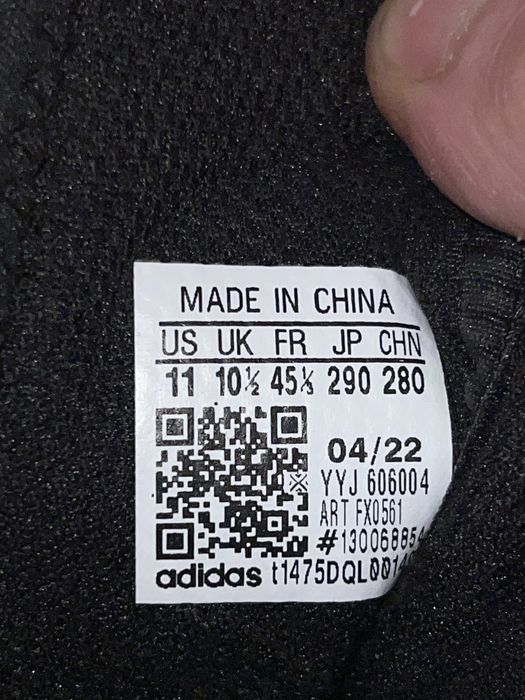 MADE IN CHINA
US UK FR JP CHN
11 10½ 45⅓ 290 280
04/22
YYJ 606004
ART FX0561
#130068854
adidas